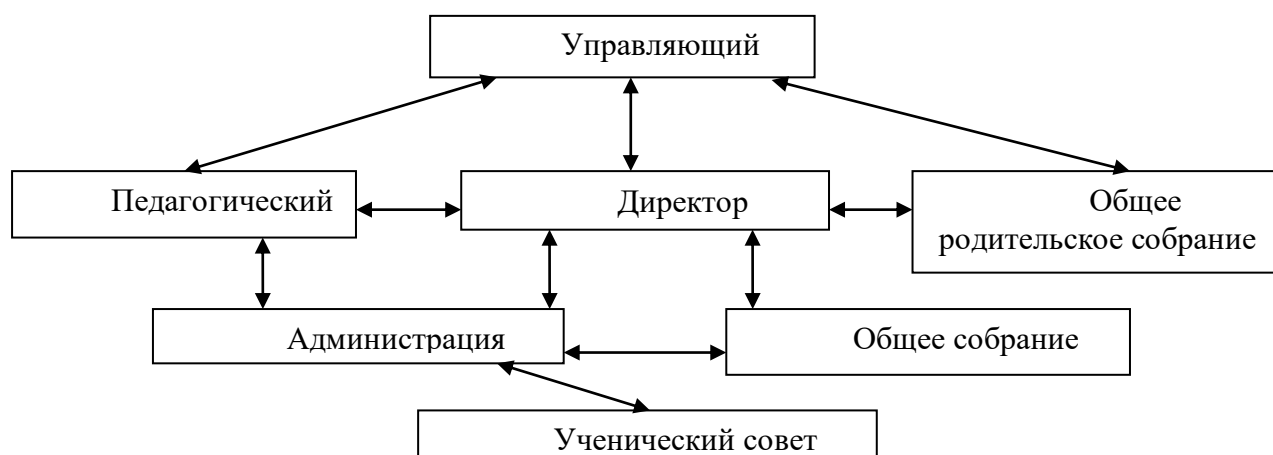 Управляющий
Педагогический
Директор
Общее
родительское собрание
Администрация
Общее собрание
Ученический совет